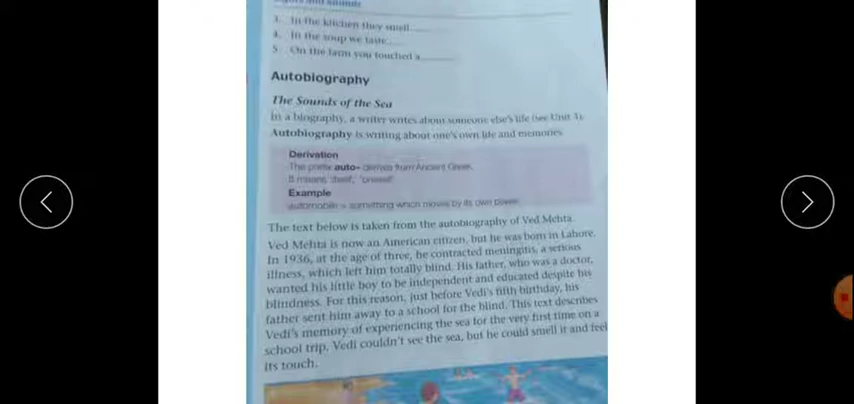 3. In the kitchen they smell
4. In the soup we taste
5. On the farm you touched a
Autobiography
The Sounds of the Sea
In a biography, a writer writes about someone else's life (see Unit 3).
Autobiography is writing about one's own life and memories.
Derivation
The prefix auto- derives from Ancient Greek.
It means 'itself', 'oneself'.
Example
automobile = something which moves by its own power
The text below is taken from the autobiography of Ved Mehta.
Ved Mehta is now an American citizen, but he was born in Lahore.
In 1936, at the age of three, he contracted meningitis, a serious
illness, which left him totally blind. His father, who was a doctor,
wanted his little boy to be independent and educated despite his
blindness. For this reason, just before Vedi's fifth birthday, his
father sent him away to a school for the blind. This text describes
Vedi's memory of experiencing the sea for the very first time on a
school trip. Vedi couldn't see the sea, but he could smell it and feel
its touch.